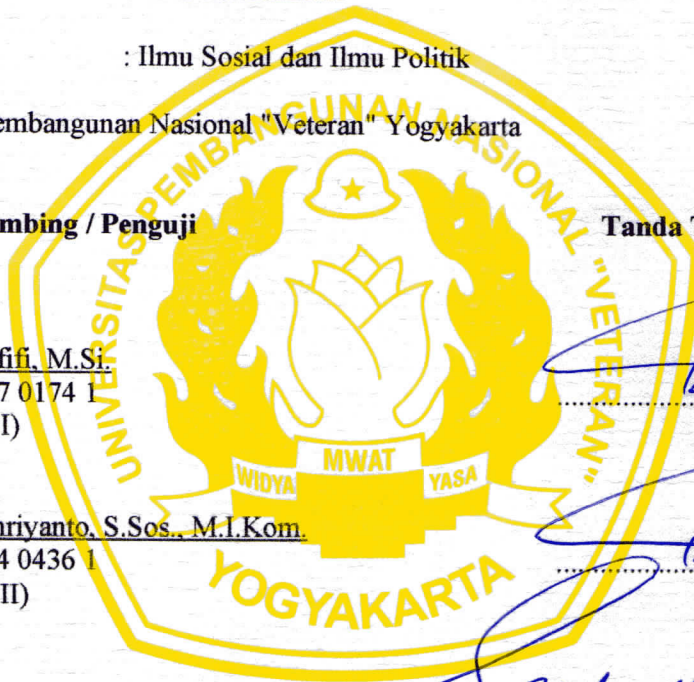 : Ilmu Sosial dan Ilmu Politik
embangunan Nasional "Veteran" Yogyakarta
mbing / Penguji
Tanda T
fifi, M.Si.
7 0174 1
I)
hriyanto, S.Sos., M.I.Kom.
4 0436 1
II)
UNIVERSITAS PEMBANGUNAN NASIONAL "VETERAN"
WIDYA MWAT YASA
YOGYAKARTA